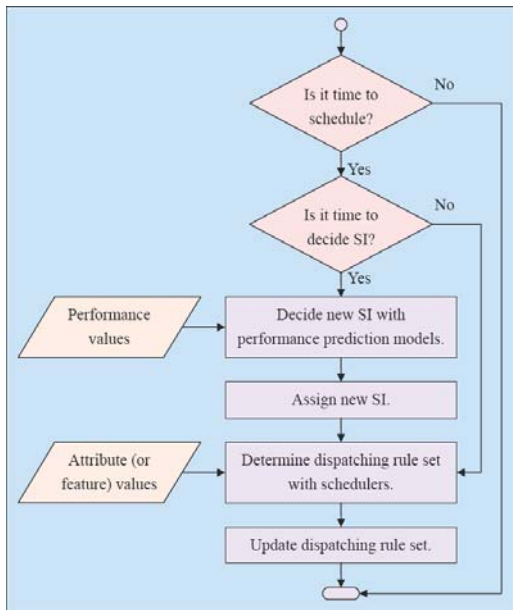 Is it time to
schedule?
No
Yes
Is it time to
decide SI?
No
Yes
Performance
values
Decide new SI with
performance prediction models.
Assign new SI.
Attribute (or
feature) values
Determine dispatching rule set
with schedulers.
Update dispatching rule set.